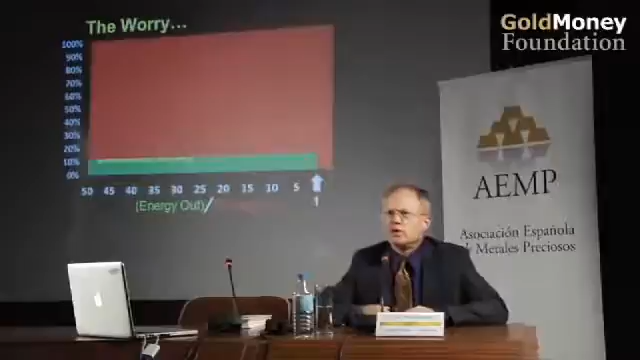 The Worry...
100%
90%
80%
70%
60%
50%
40%
30%
20%
10%
0%
50 45 40 35 30 25 20 15 10 5 1
(Energy Out)/
GoldMoney
Foundation
AEMP
Asociación Española
de Metales Preciosos